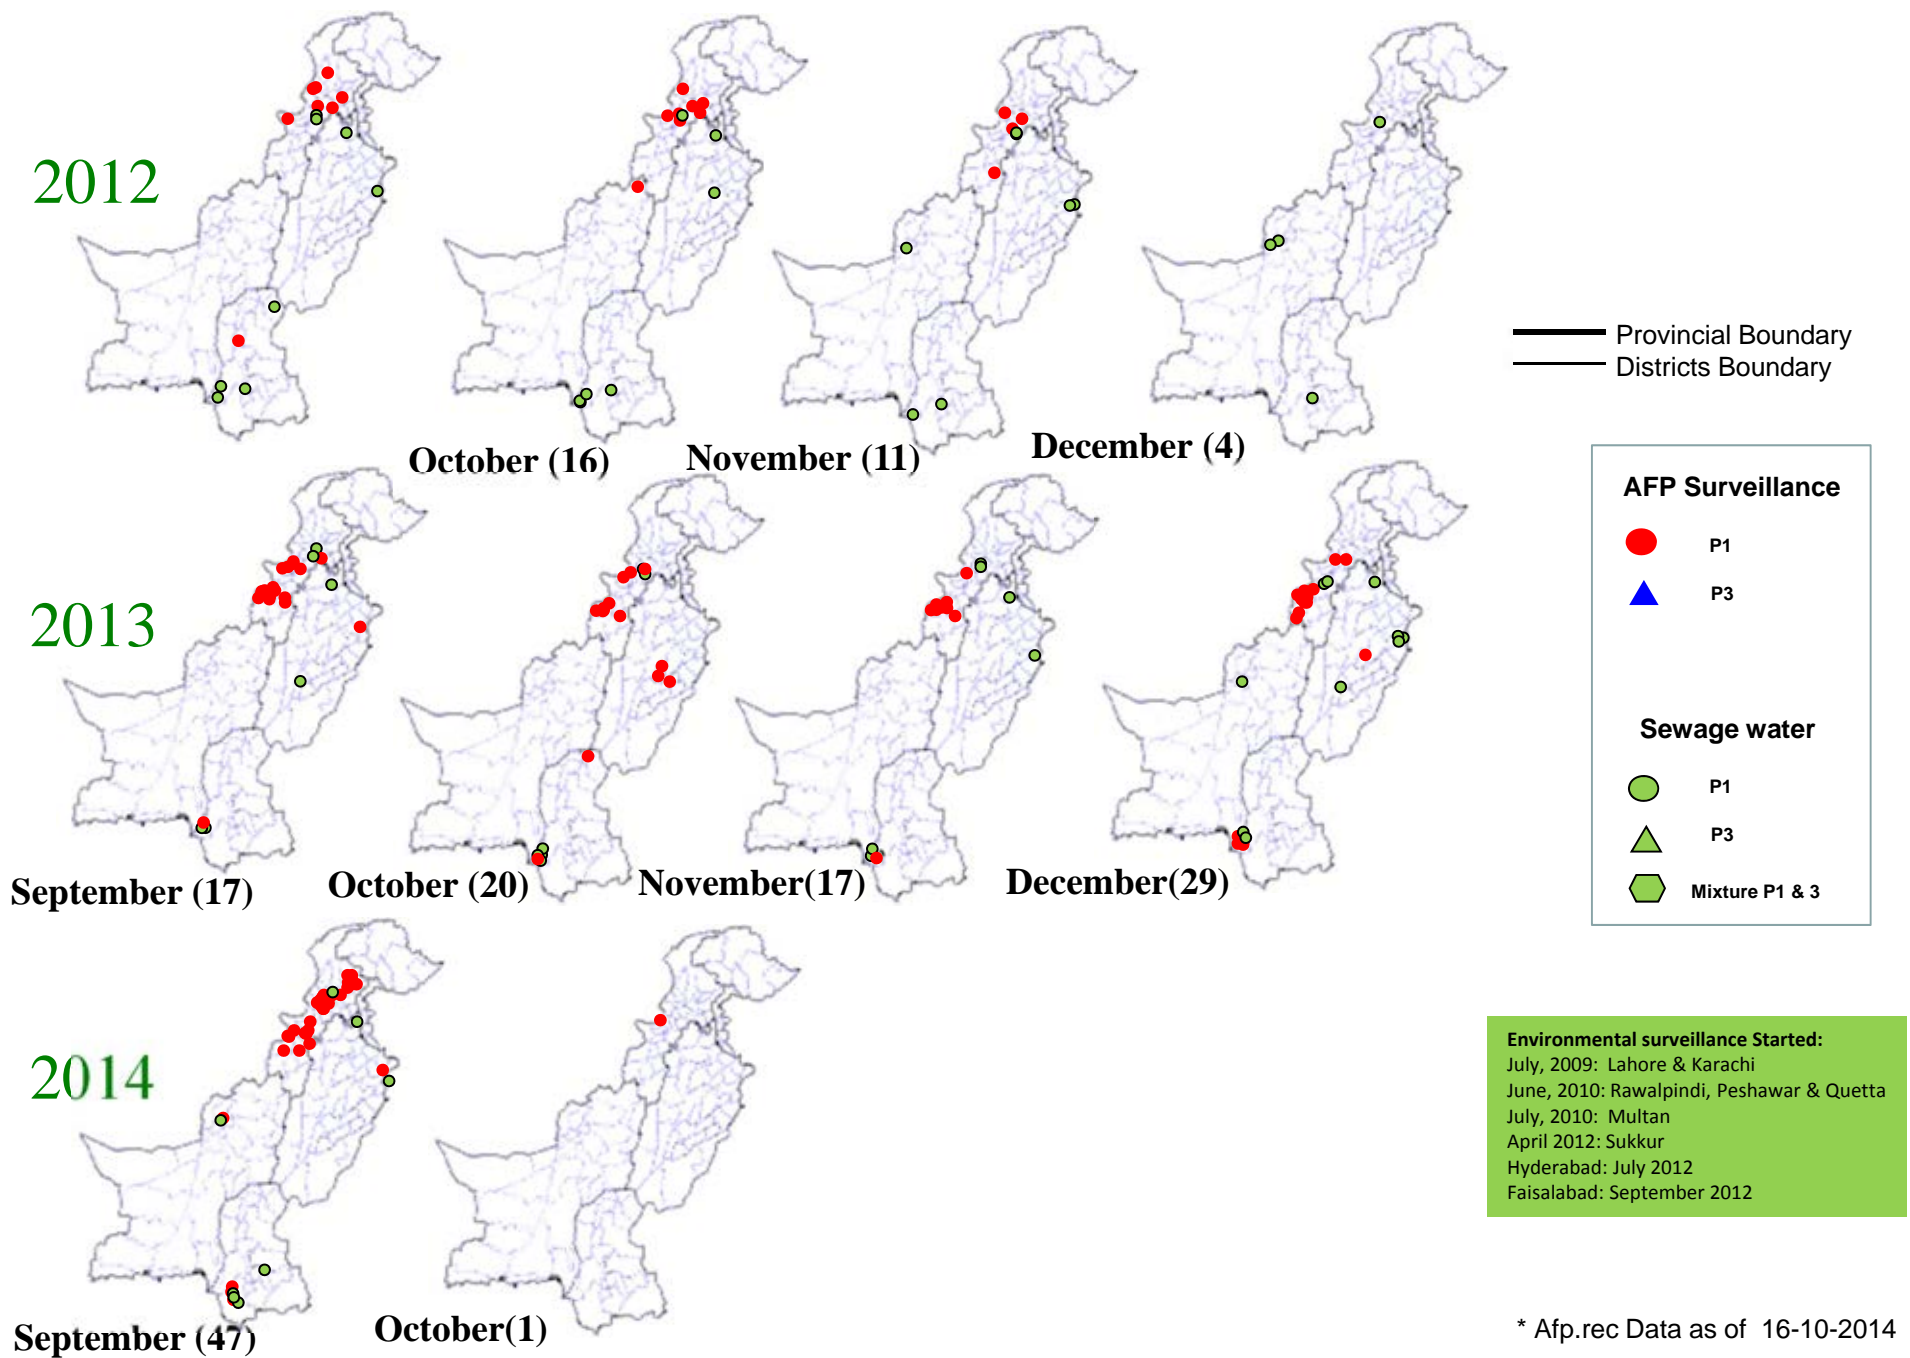 2012
October (16)
November (11)
December (4)
Provincial Boundary
Districts Boundary
AFP Surveillance
P1
P3
Sewage water
P1
P3
Mixture P1 & 3
2013
September (17)
October (20)
November(17)
December(29)
2014
September (47)
October(1)
Environmental surveillance Started:
July, 2009: Lahore & Karachi
June, 2010: Rawalpindi, Peshawar & Quetta
July, 2010: Multan
April 2012: Sukkur
Hyderabad: July 2012
Faisalabad: September 2012
* Afp.rec Data as of 16-10-2014